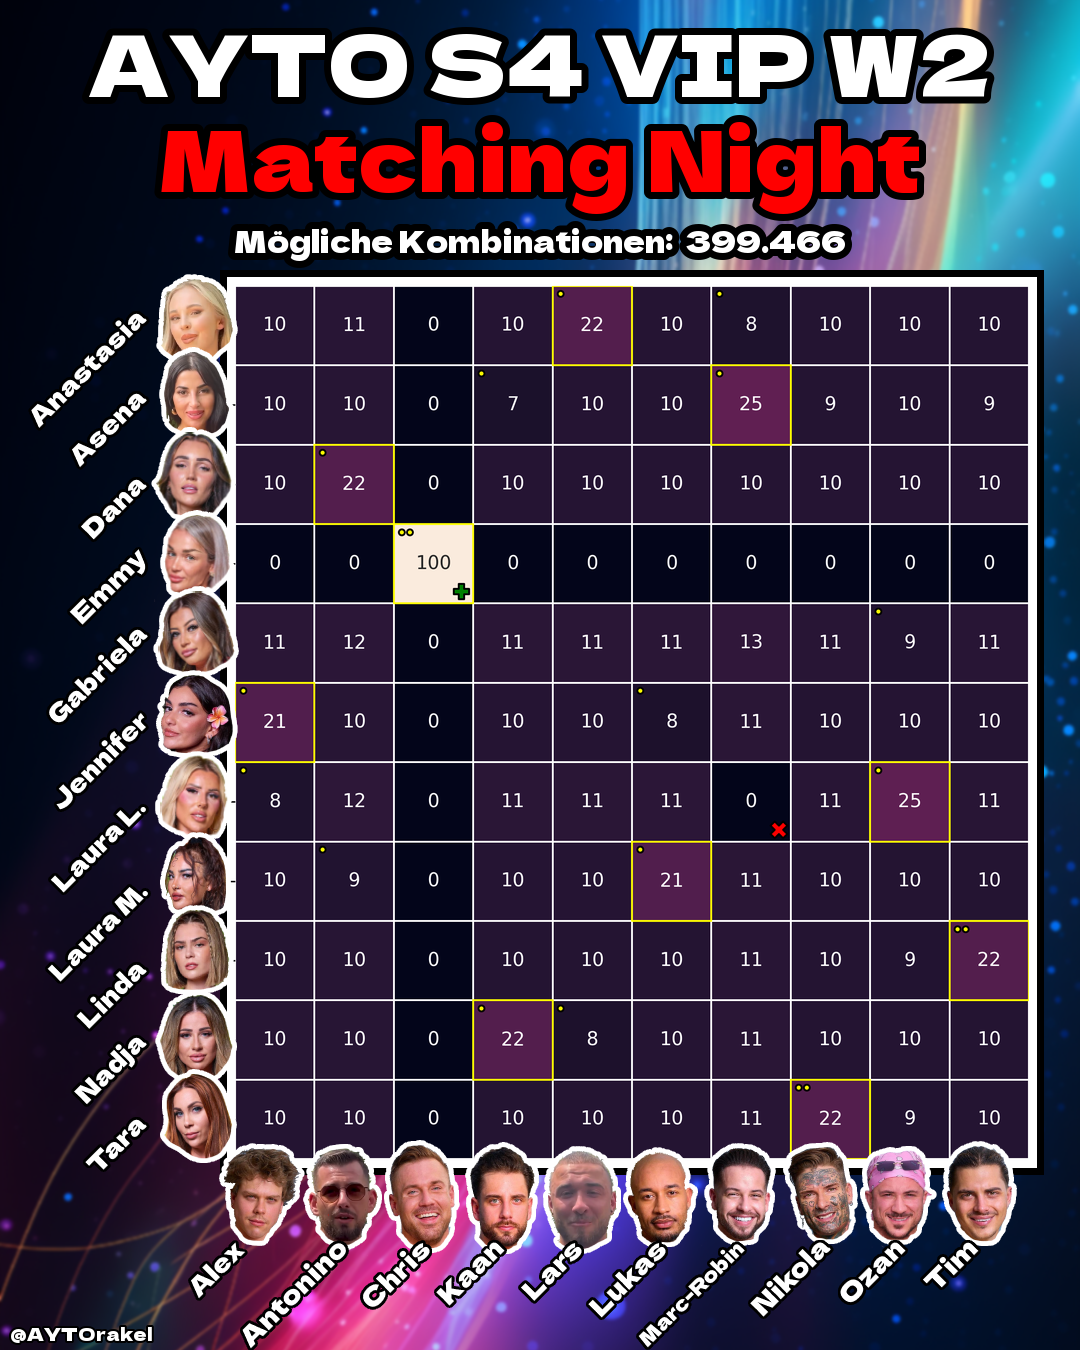 AYTO S4 VIP W2
Matching Night
Mögliche Kombinationen: 399.466
Anastasia 10 11 0 10 22 10 8 10 10 10
Asena 10 10 0 7 10 10 25 9 10 9
Dana 10 22 0 10 10 10 10 10 10 10
Emmy 0 0 100 0 0 0 0 0 0 0
Gabriela 11 12 0 11 11 11 13 11 9 11
Jennifer 21 10 0 10 10 8 11 10 10 10
Laura L. 8 12 0 11 11 11 0 11 25 11
Laura M. 10 9 0 10 10 21 11 10 10 10
Linda 10 10 0 10 10 10 11 10 9 22
Nadja 10 10 0 22 8 10 11 10 10 10
Tara 10 10 0 10 10 10 11 22 9 10
Alex Antonino Chris Kaan Lars Lukas Marc-Robin Nikola Ozan Tim
@AYTOrakel